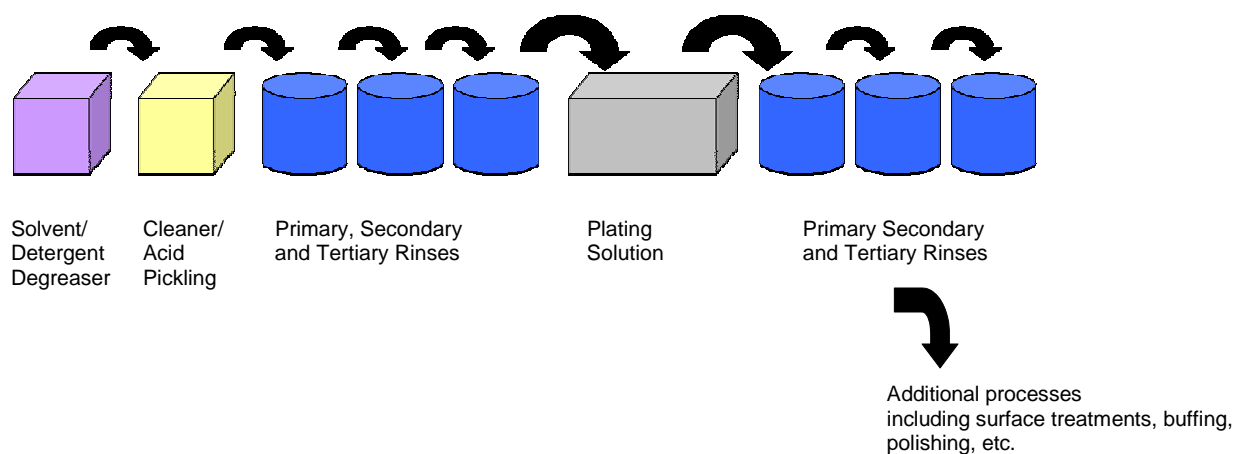 Solvent/
Detergent
Degreaser
Cleaner/
Acid
Pickling
Primary, Secondary
and Tertiary Rinses
Plating
Solution
Primary Secondary
and Tertiary Rinses
Additional processes
including surface treatments, buffing,
polishing, etc.